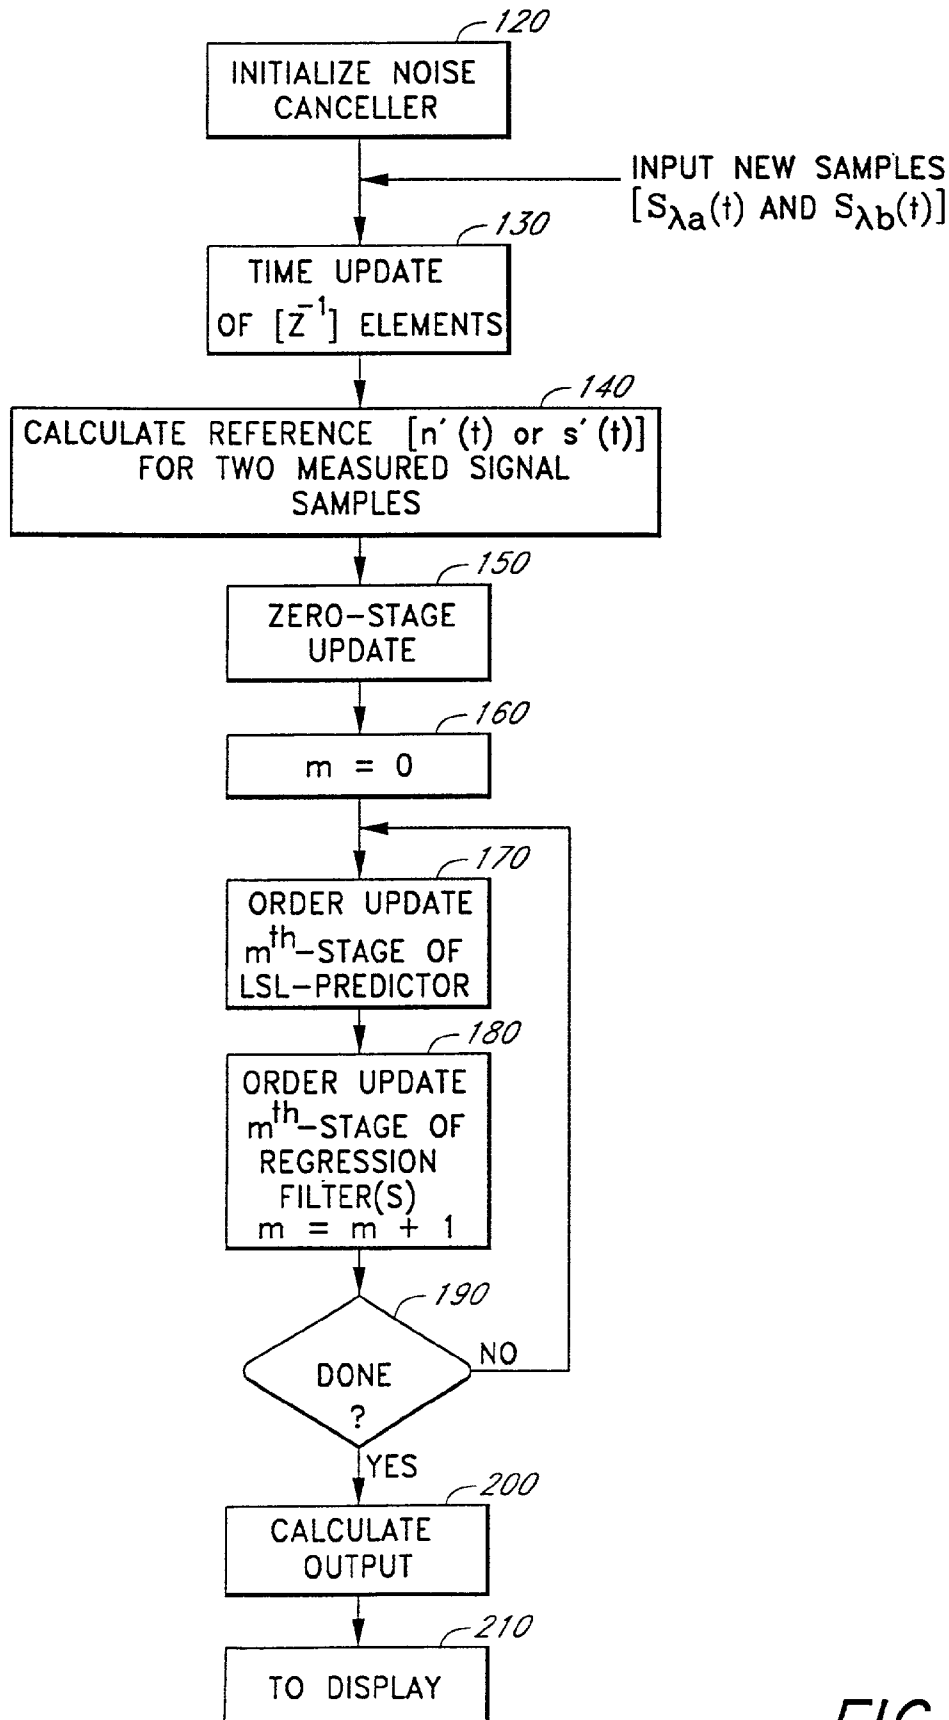 120
INITIALIZE NOISE
CANCELLER
INPUT NEW SAMPLES
[Sλa(t) AND Sλb(t)]
130
TIME UPDATE
OF [Z⁻¹] ELEMENTS
140
CALCULATE REFERENCE [n'(t) or s'(t)]
FOR TWO MEASURED SIGNAL
SAMPLES
150
ZERO-STAGE
UPDATE
160
m = 0
170
ORDER UPDATE
mᵗʰ-STAGE OF
LSL-PREDICTOR
180
ORDER UPDATE
mᵗʰ-STAGE OF
REGRESSION
FILTER(S)
m = m + 1
190
DONE
?
NO
YES
200
CALCULATE
OUTPUT
210
TO DISPLAY